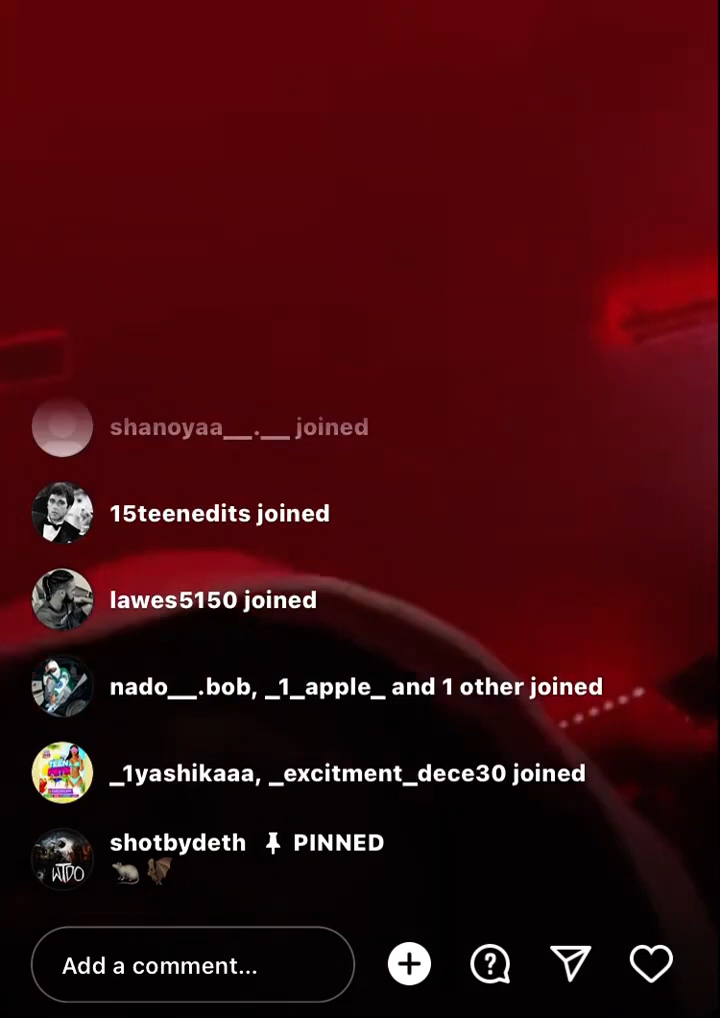 shanoyaa__.__ joined
15teenedits joined
lawes5150 joined
nado__.bob, _1_apple_ and 1 other joined
_1yashikaaa, _excitment_dece30 joined
shotbydeth 📌 PINNED
🐀 🦇
WTDO
Add a comment...